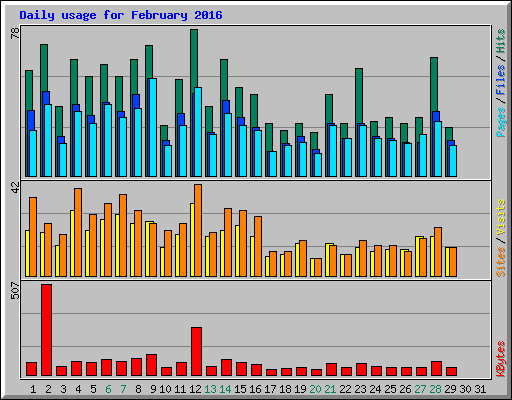 Daily usage for February 2016
78
Pages / Files / Hits
42
Sites / Visits
507
KBytes
1 2 3 4 5 6 7 8 9 10 11 12 13 14 15 16 17 18 19 20 21 22 23 24 25 26 27 28 29 30 31